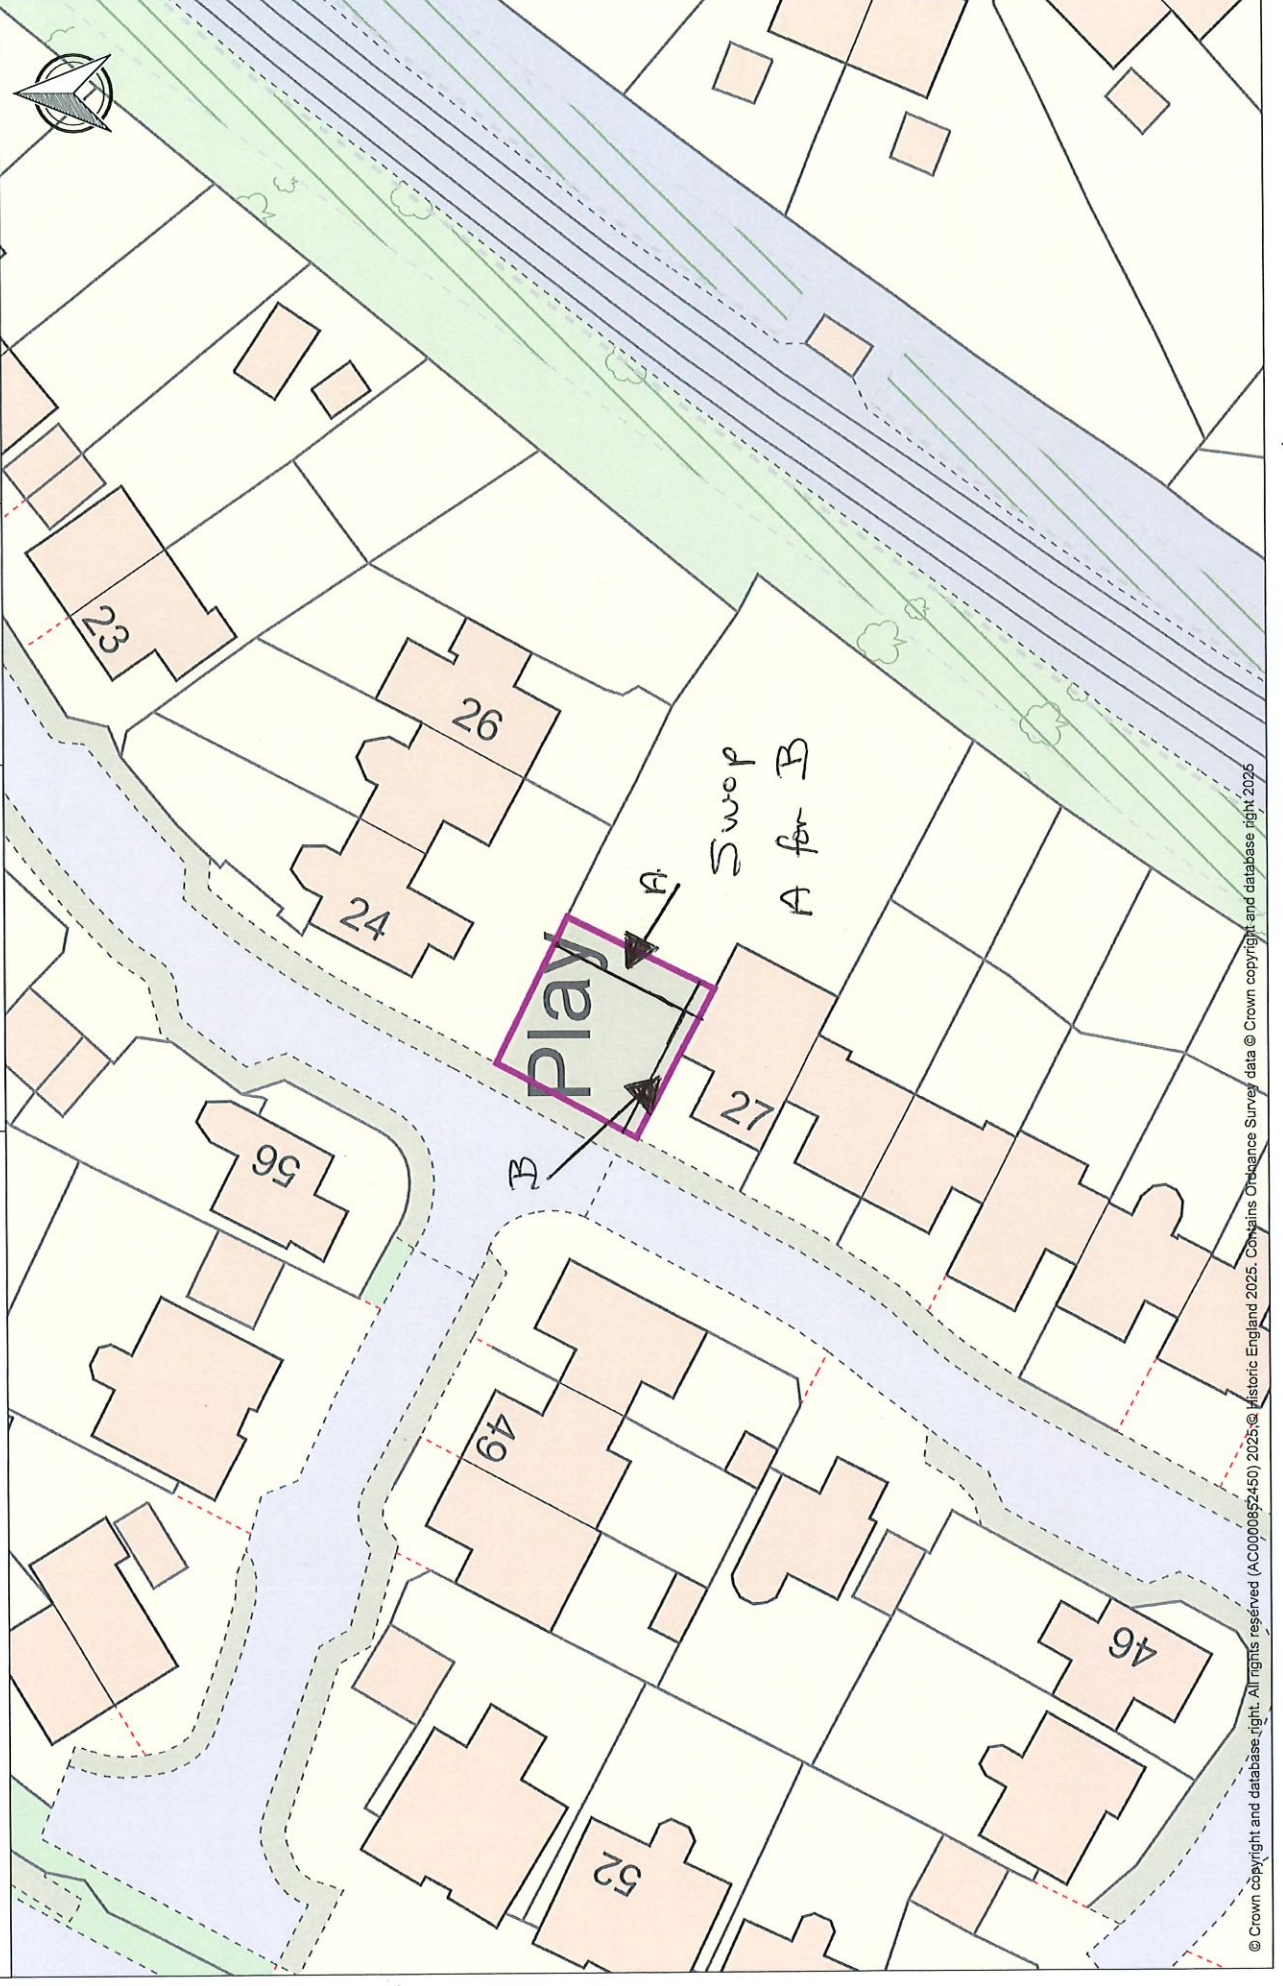 23
26
24
Play
A.
Swop
A for B
27
B
56
49
52
46
© Crown copyright and database right. All rights reserved (AC0000852450) 2025,© Historic England 2025. Contains Ordnance Survey data © Crown copyright and database right 2025